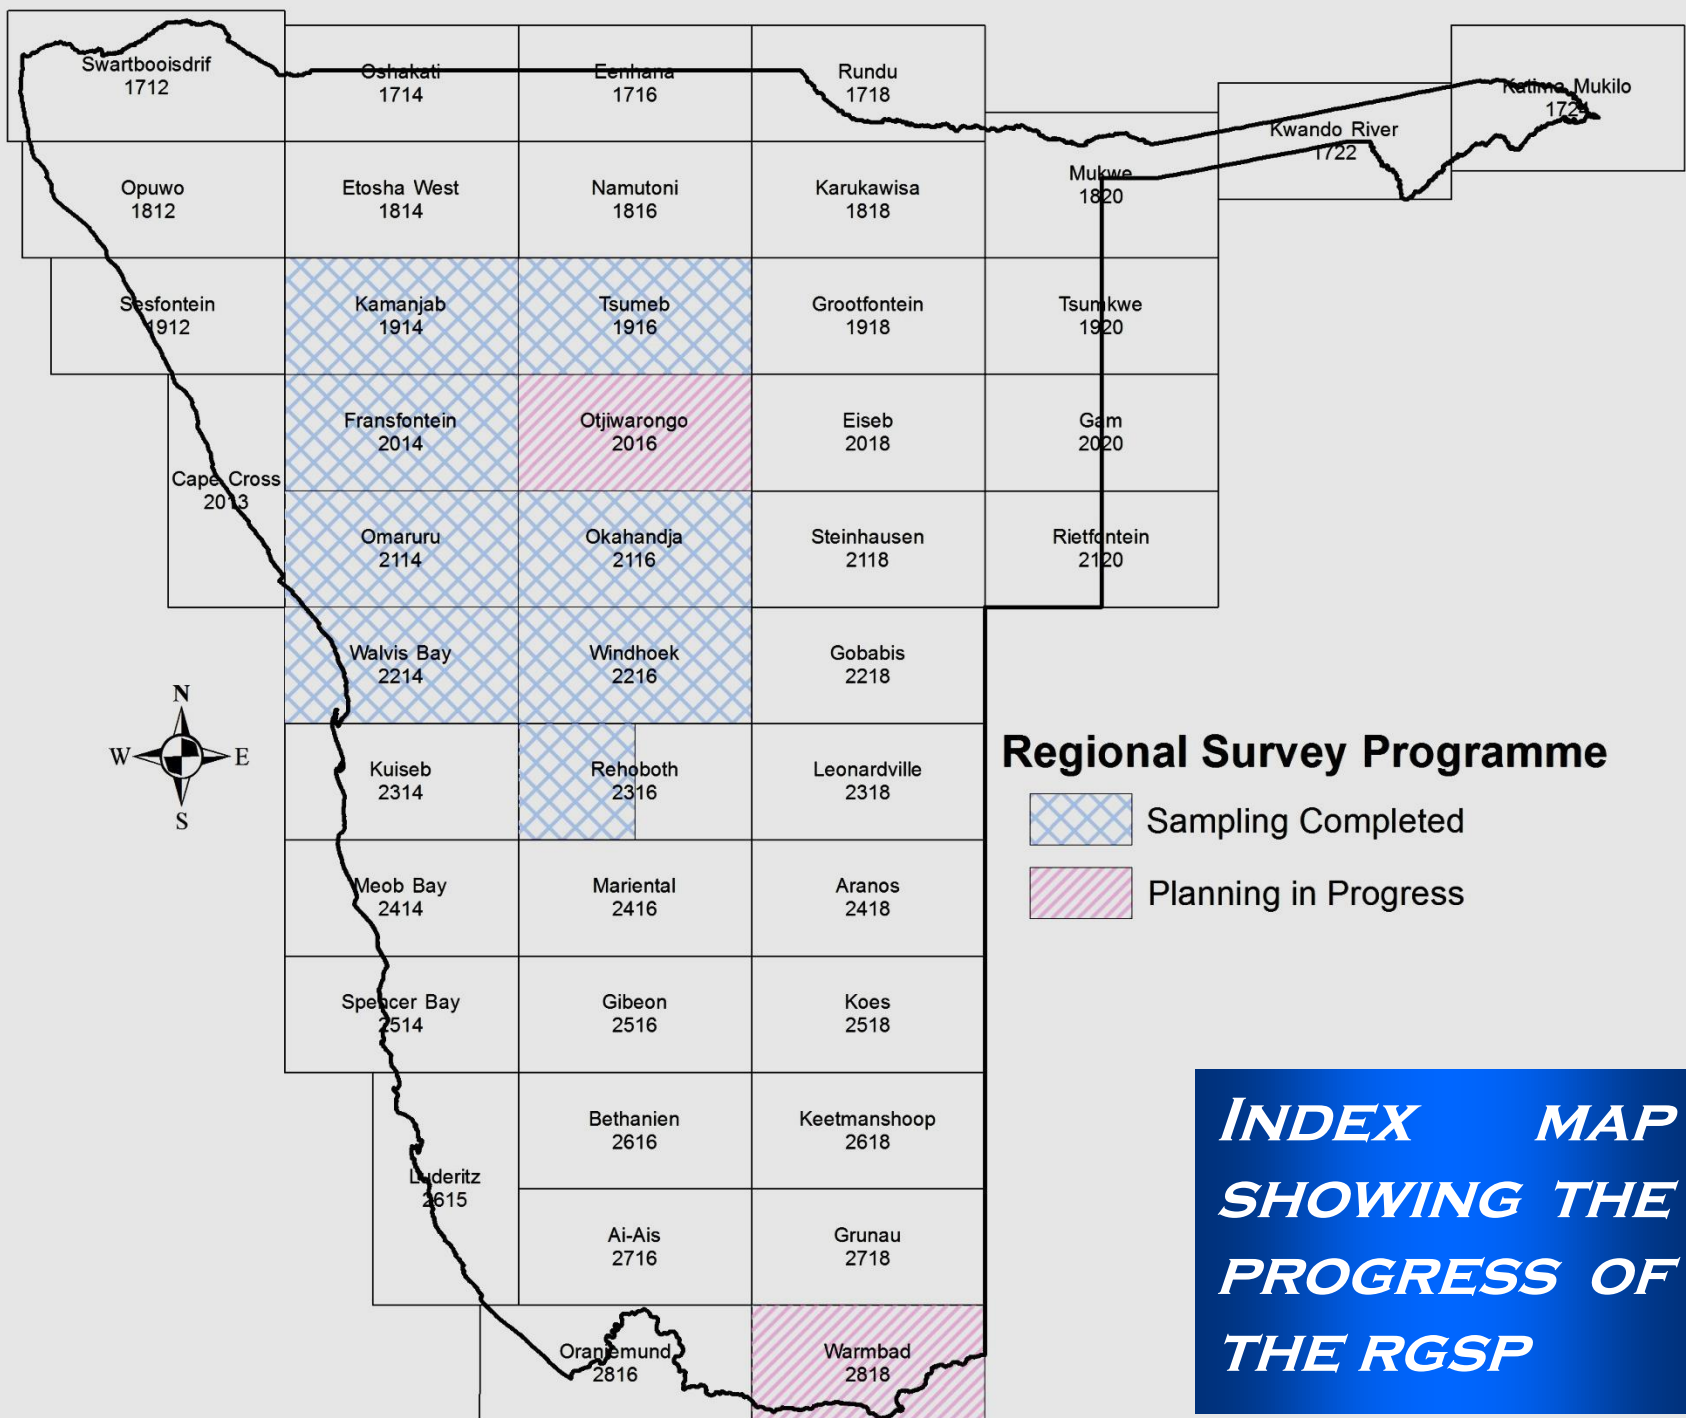 Swartbooisdrif
1712
Oshakati
1714
Eenhana
1716
Rundu
1718
Katima Mukilo
1724
Kwando River
1722
Opuwo
1812
Etosha West
1814
Namutoni
1816
Karukawisa
1818
Mukwe
1820
Sesfontein
1912
Kamanjab
1914
Tsumeb
1916
Grootfontein
1918
Tsumkwe
1920
Fransfontein
2014
Otjiwarongo
2016
Eiseb
2018
Gam
2020
Cape Cross
2013
Omaruru
2114
Okahandja
2116
Steinhausen
2118
Rietfontein
2120
Walvis Bay
2214
Windhoek
2216
Gobabis
2218
N
W
E
S
Kuiseb
2314
Rehoboth
2316
Leonardville
2318
Regional Survey Programme
Sampling Completed
Planning in Progress
Meob Bay
2414
Mariental
2416
Aranos
2418
Spencer Bay
2514
Gibeon
2516
Koes
2518
Bethanien
2616
Keetmanshoop
2618
Luderitz
2615
Ai-Ais
2716
Grunau
2718
Oranjemund
2816
Warmbad
2818
INDEX MAP
SHOWING THE
PROGRESS OF
THE RGSP